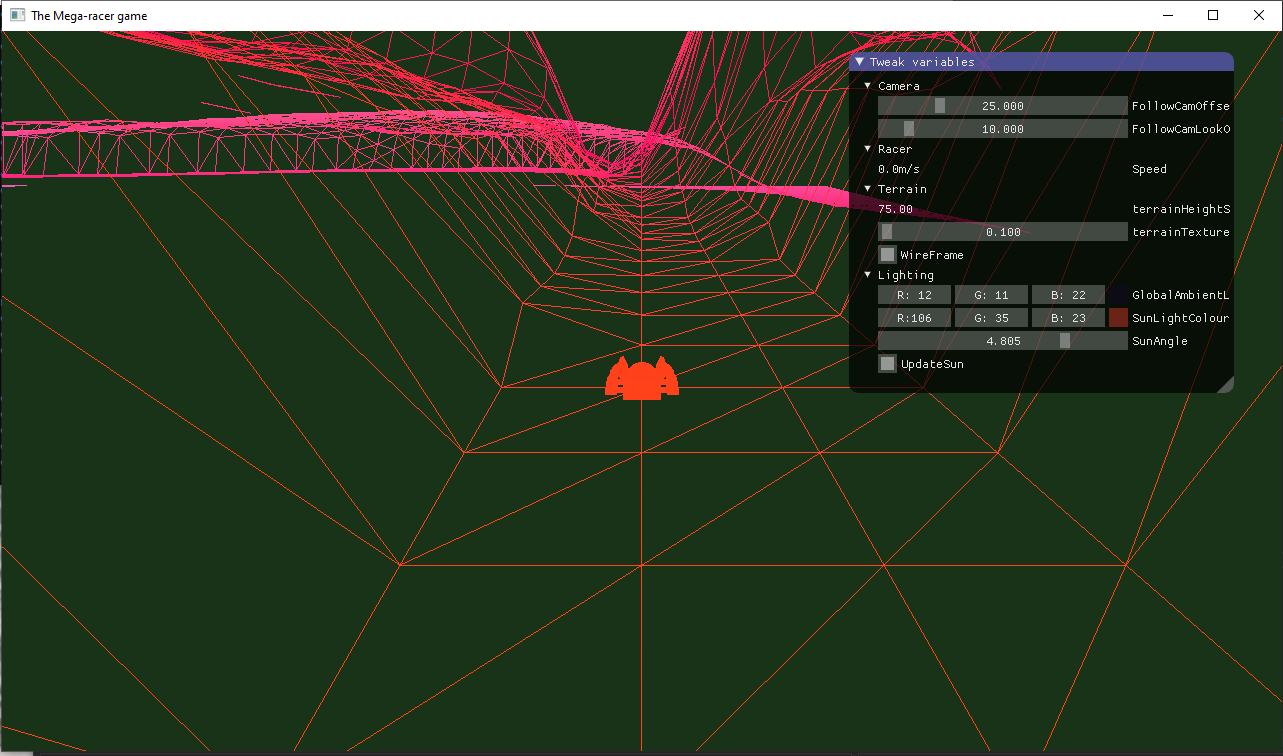 The Mega-racer game
Tweak variables
Camera
25.000 FollowCamOffse
10.000 FollowCamLookO
Racer
0.0m/s Speed
Terrain
75.00 terrainHeightS
0.100 terrainTexture
WireFrame
Lighting
R: 12 G: 11 B: 22 GlobalAmbientL
R:106 G: 35 B: 23 SunLightColour
4.805 SunAngle
UpdateSun